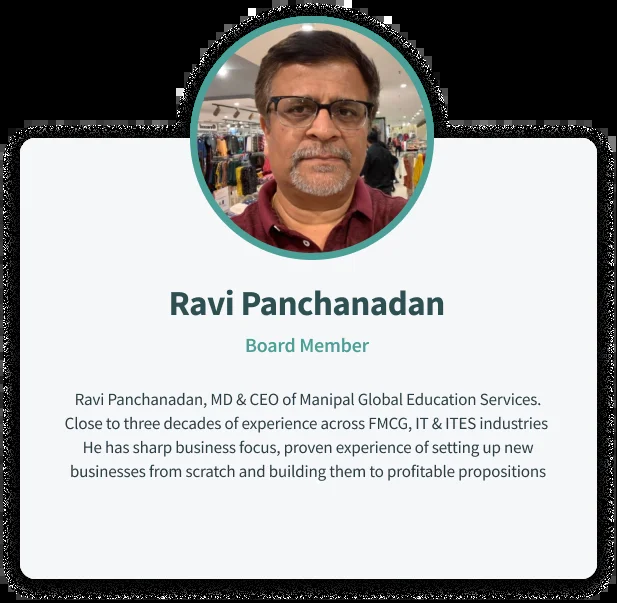 Ravi Panchanadan
Board Member
Ravi Panchanadan, MD & CEO of Manipal Global Education Services.
Close to three decades of experience across FMCG, IT & ITES industries
He has sharp business focus, proven experience of setting up new
businesses from scratch and building them to profitable propositions